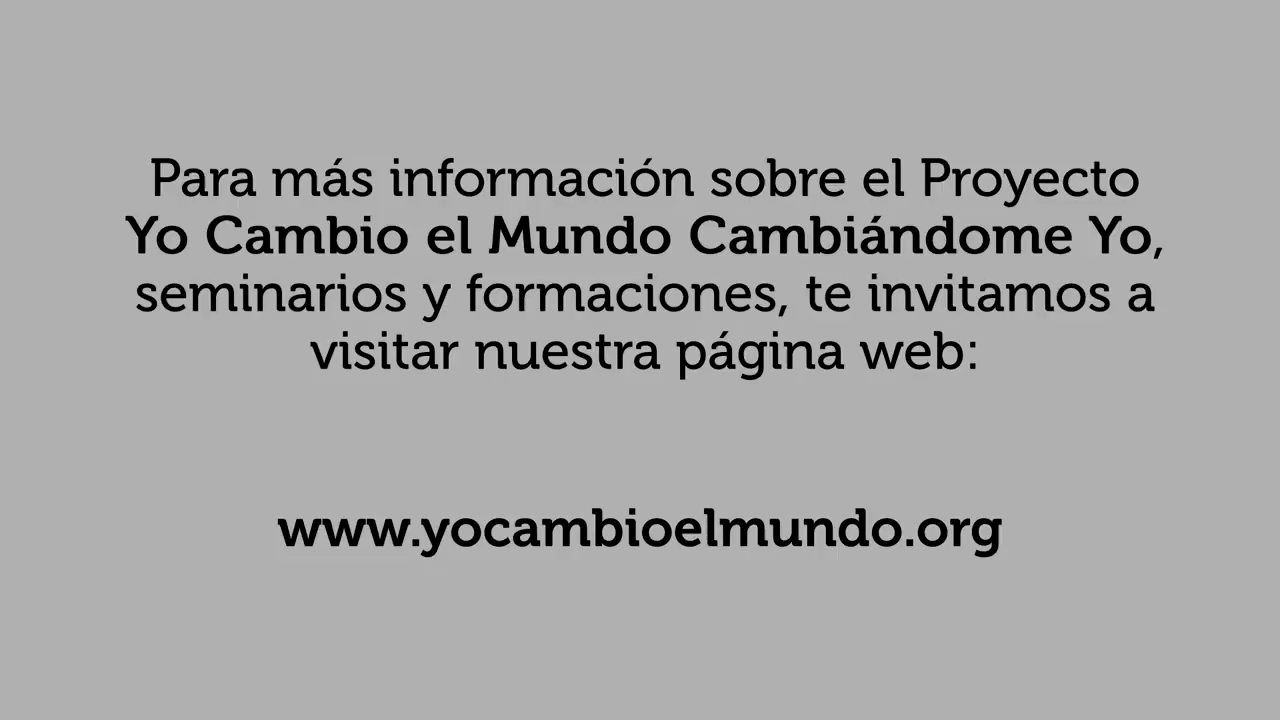 Para más información sobre el Proyecto
Yo Cambio el Mundo Cambiándome Yo,
seminarios y formaciones, te invitamos a
visitar nuestra página web:
www.yocambioelmundo.org